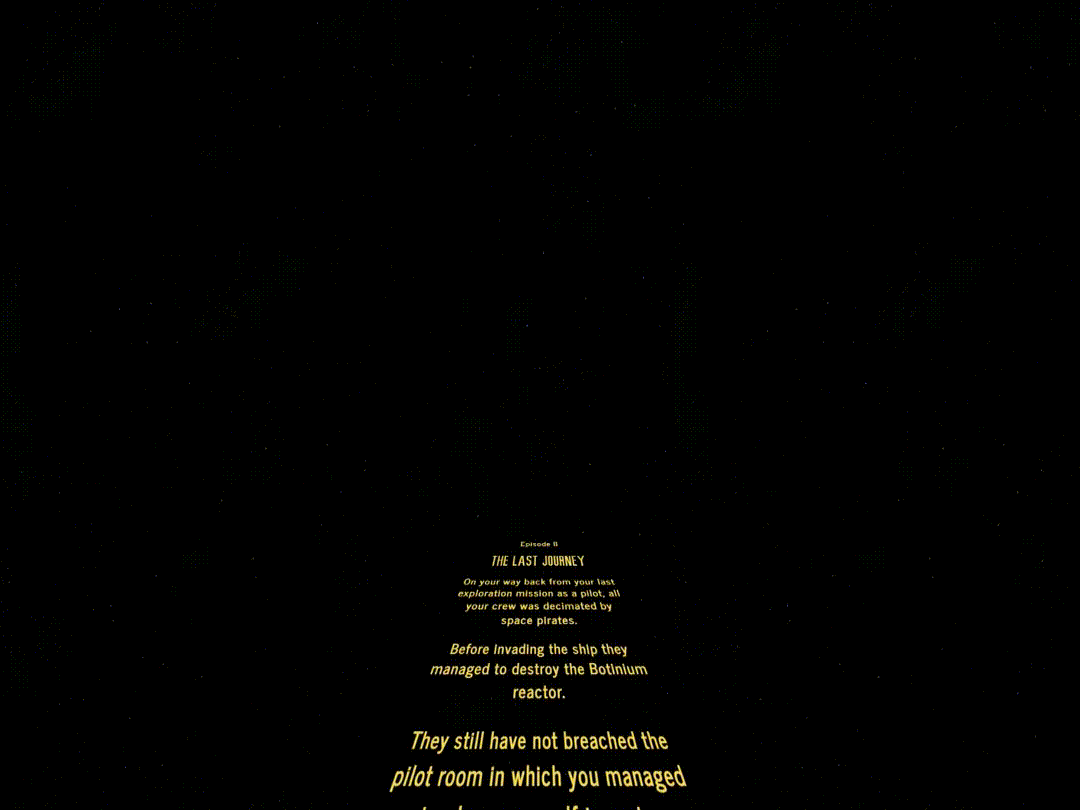 Episode II
THE LAST JOURNEY
On your way back from your last
exploration mission as a pilot, all
your crew was decimated by
space pirates.
Before invading the ship they
managed to destroy the Botinium
reactor.
They still have not breached the
pilot room in which you managed